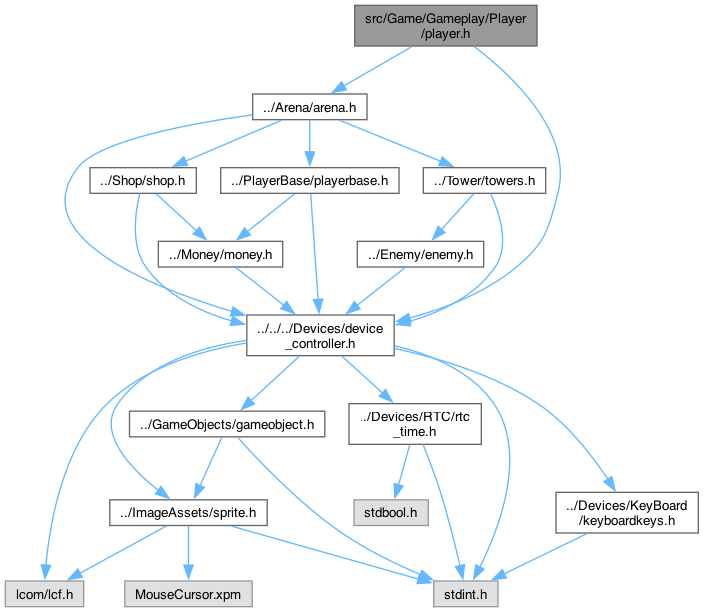 src/Game/Gameplay/Player
/player.h
../Arena/arena.h
../Shop/shop.h
../PlayerBase/playerbase.h
../Tower/towers.h
../Money/money.h
../Enemy/enemy.h
../../../Devices/device
_controller.h
../GameObjects/gameobject.h
../Devices/RTC/rtc
_time.h
../ImageAssets/sprite.h
stdbool.h
../Devices/KeyBoard
/keyboardkeys.h
lcom/lcf.h
MouseCursor.xpm
stdint.h